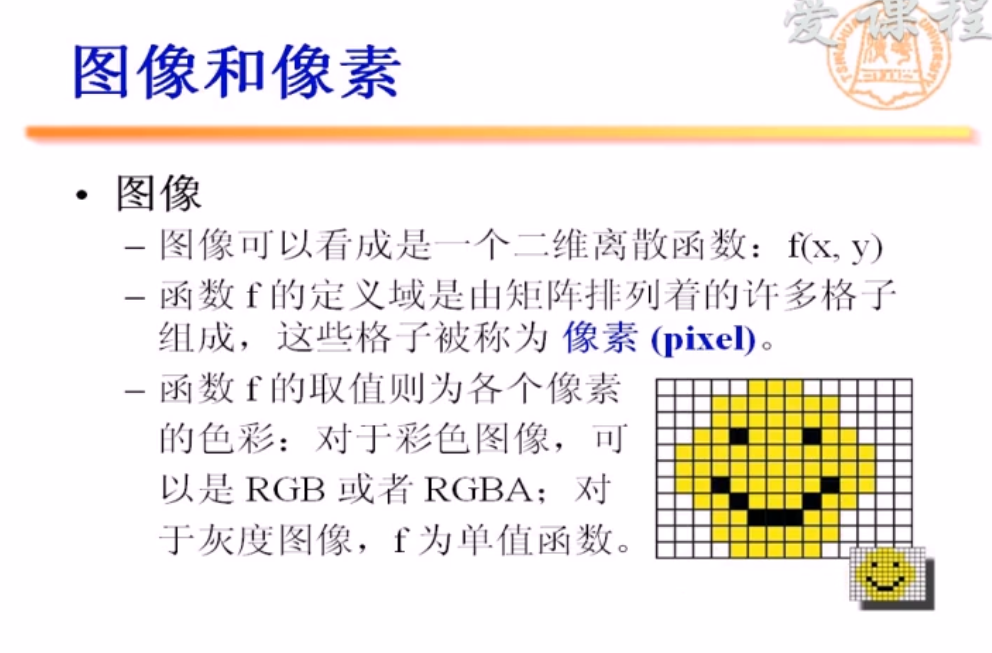 爱课程
图像和像素
• 图像
– 图像可以看成是一个二维离散函数：f(x, y)
– 函数 f 的定义域是由矩阵排列着的许多格子
组成，这些格子被称为 像素 (pixel)。
– 函数 f 的取值则为各个像素
的色彩：对于彩色图像，可
以是 RGB 或者 RGBA；对
于灰度图像，f 为单值函数。